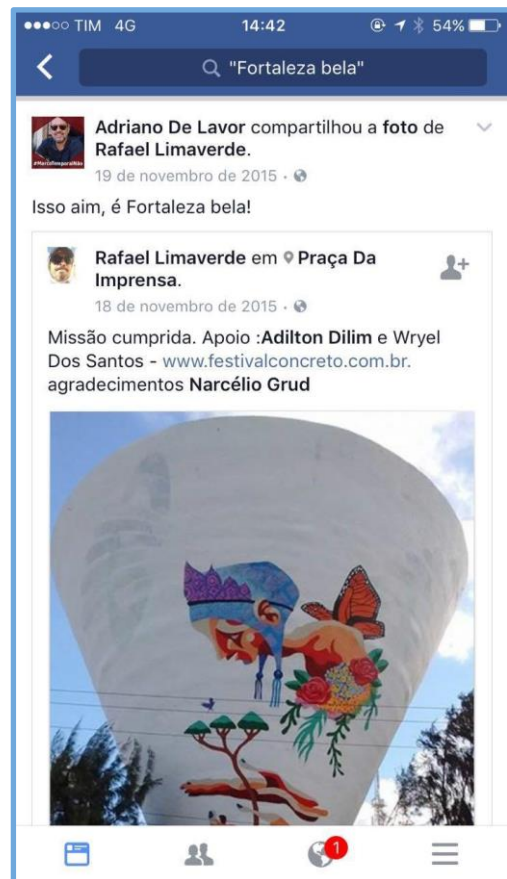 TIM 4G 14:42 54%
"Fortaleza bela"
Adriano De Lavor compartilhou a foto de
Rafael Limaverde.
19 de novembro de 2015
Isso aim, é Fortaleza bela!
Rafael Limaverde em Praça Da
Imprensa.
18 de novembro de 2015
Missão cumprida. Apoio :Adilton Dilim e Wryel
Dos Santos - www.festivalconcreto.com.br.
agradecimentos Narcélio Grud
1